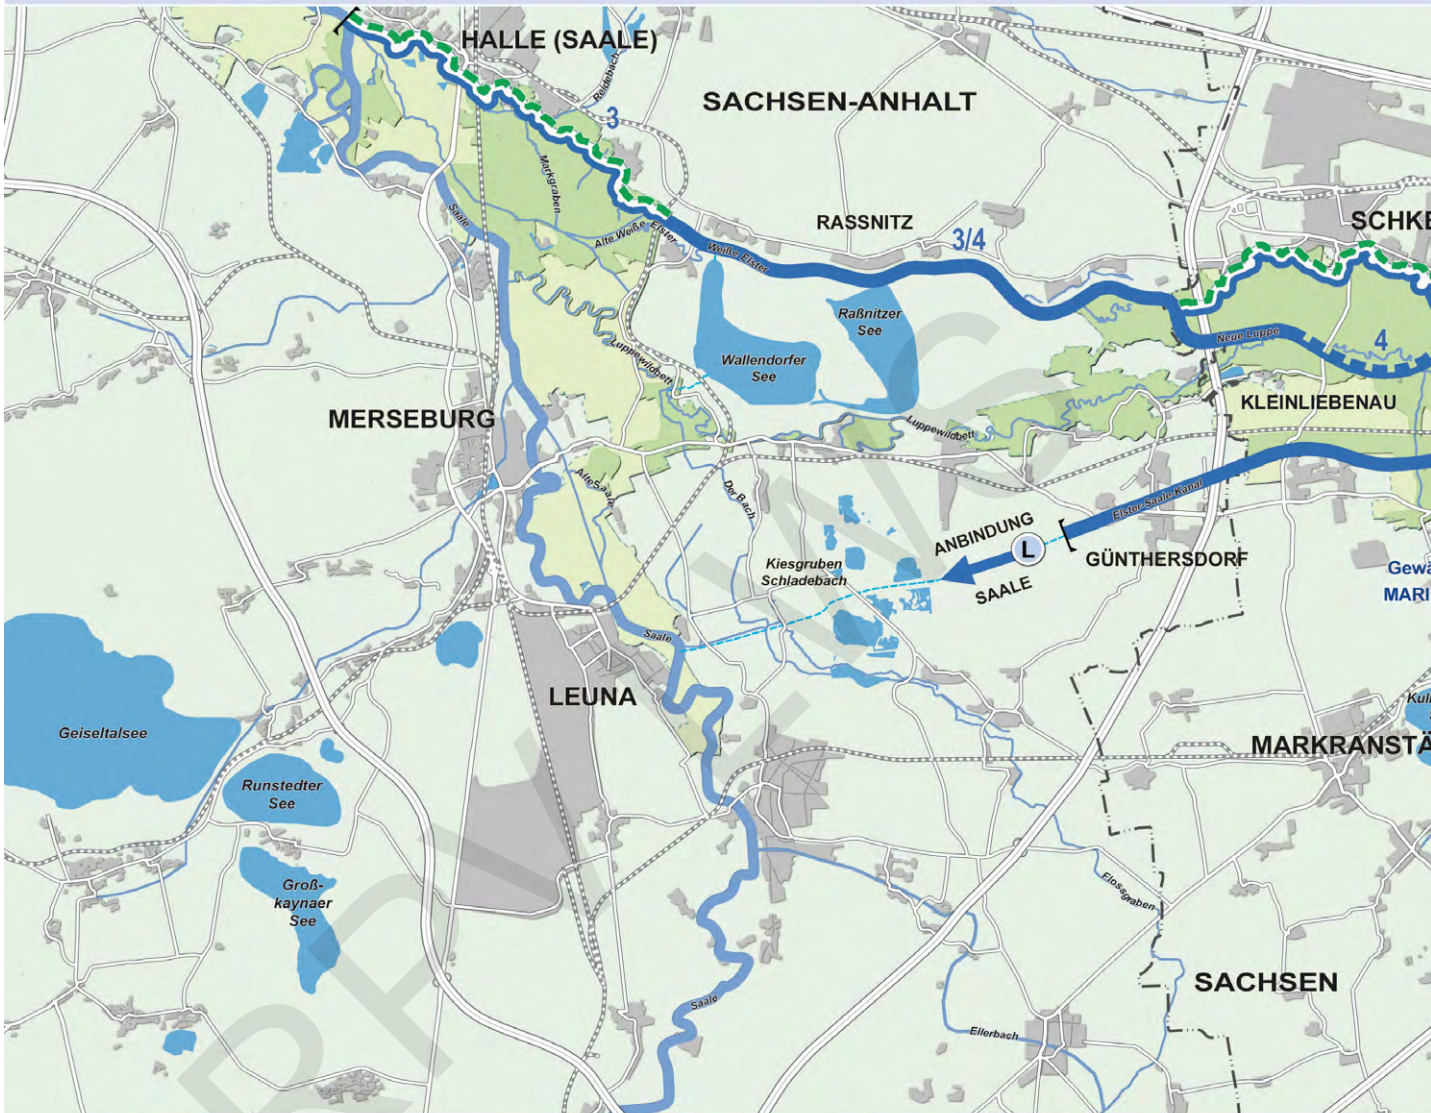 HALLE (SAALE)
Reidebach
SACHSEN-ANHALT
3
Markgraben
Saale
RASSNITZ
SCHKE
3/4
Alte Weiße Elster
Weiße Elster
Raßnitzer
See
Neue Luppe
4
Luppewildbett
Wallendorfer
See
MERSEBURG
KLEINLIEBENAU
Luppewildbett
Alte Saale
Der Bach
Elster-Saale-Kanal
ANBINDUNG
L
SAALE
GÜNTHERSDORF
Kiesgruben
Schladebach
Gewä
MARI
Saale
LEUNA
Kull
Geiseltalsee
MARKRANSTÄ
Runstedter
See
Groß-
kaynaer
See
Flossgraben
SACHSEN
Saale
Ellerbach